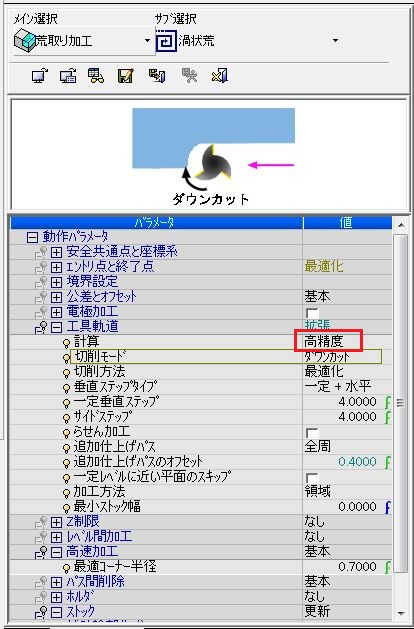 メイン選択 サブ選択
荒取り加工 渦状荒
ダウンカット
パラメータ 値
動作パラメータ
安全共通点と座標系
エントリ点と終了点 最適化
境界設定
公差とオフセット 基本
電極加工
工具軌道 拡張
計算 高精度
切削モード ダウンカット
切削方法 最適化
垂直ステップタイプ 一定 + 水平
一定垂直ステップ 4.0000 f
サイドステップ 4.0000 f
らせん加工
追加仕上げパス 全周
追加仕上げパスのオフセット 0.4000 f
一定レベルに近い平面のスキップ
加工方法 領域
最小ストック幅 0.0000 f
Z制限 なし
レベル間加工 なし
高速加工 基本
最適コーナー半径 0.7000 f
パス間削除 基本
ホルダ なし
ストック 更新